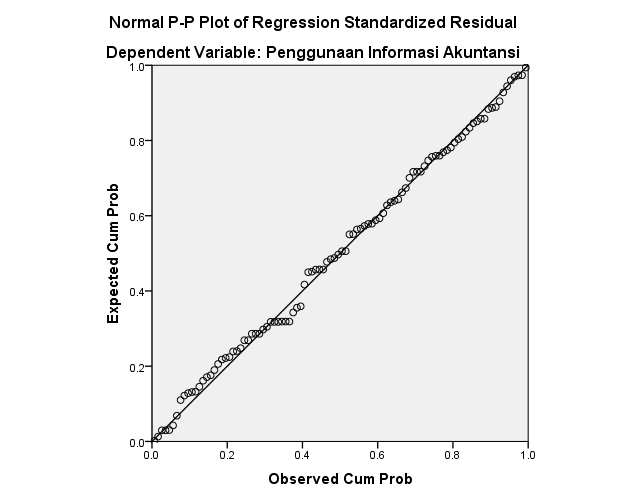 Normal P-P Plot of Regression Standardized Residual
Dependent Variable: Penggunaan Informasi Akuntansi
1.0
0.8
0.6
0.4
0.2
0.0
Expected Cum Prob
0.0 0.2 0.4 0.6 0.8 1.0
Observed Cum Prob